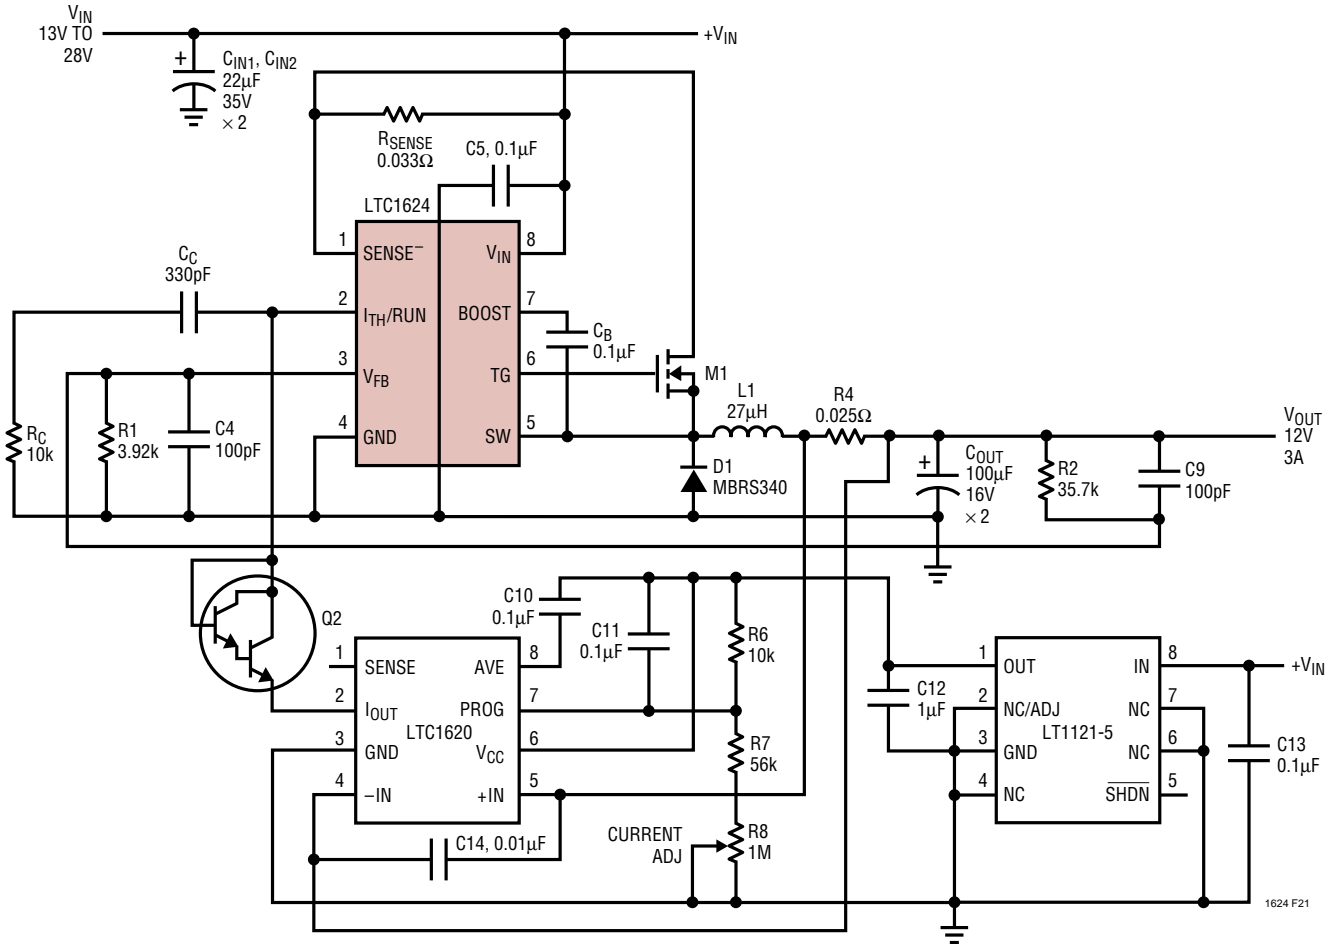 VIN
13V TO
28V
+VIN
+
CIN1, CIN2
22µF
35V
× 2
RSENSE
0.033Ω
C5, 0.1µF
LTC1624
1
SENSE–
VIN
8
CC
330pF
2
ITH/RUN
BOOST
7
CB
0.1µF
3
VFB
TG
6
M1
4
GND
SW
5
L1
27µH
R4
0.025Ω
VOUT
12V
3A
RC
10k
R1
3.92k
C4
100pF
D1
MBRS340
+
COUT
100µF
16V
× 2
R2
35.7k
C9
100pF
Q2
C10
0.1µF
C11
0.1µF
R6
10k
1
SENSE
AVE
8
2
IOUT
PROG
7
LTC1620
3
GND
VCC
6
4
–IN
+IN
5
R7
56k
C14, 0.01µF
CURRENT
ADJ
R8
1M
C12
1µF
1
OUT
IN
8
+VIN
2
NC/ADJ
NC
7
LT1121-5
3
GND
NC
6
4
NC
SHDN
5
C13
0.1µF
1624 F21